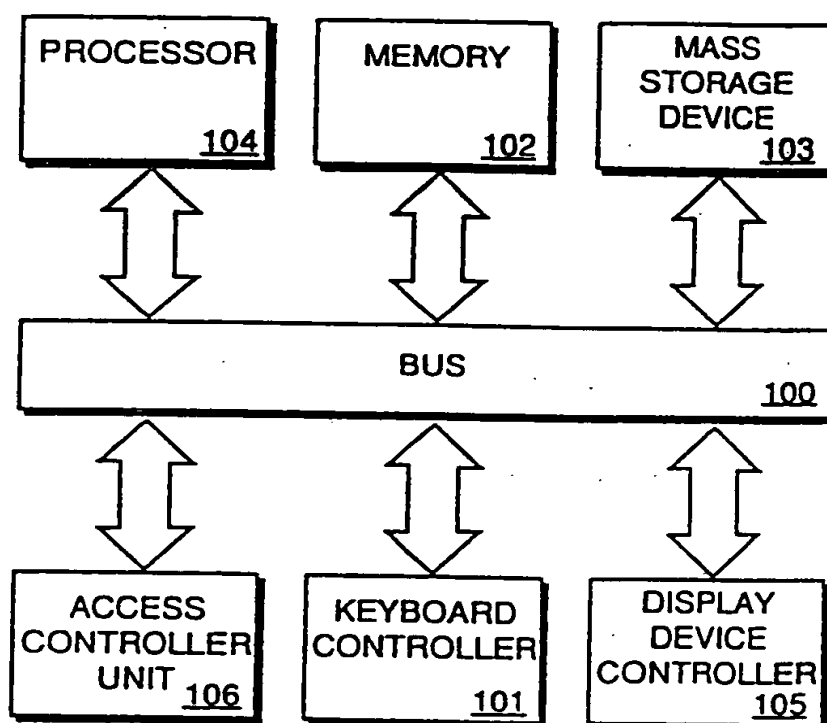 PROCESSOR
104
MEMORY
102
MASS
STORAGE
DEVICE
103
BUS
100
ACCESS
CONTROLLER
UNIT
106
KEYBOARD
CONTROLLER
101
DISPLAY
DEVICE
CONTROLLER
105